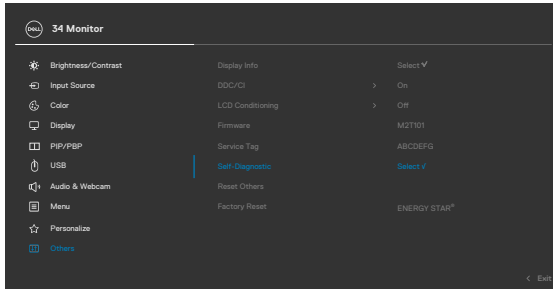 DELL 34 Monitor
Brightness/Contrast Display Info Select √
Input Source DDC/CI > On
Color LCD Conditioning > Off
Display Firmware M2T101
PIP/PBP Service Tag ABCDEFG
USB Self-Diagnostic Select √
Audio & Webcam Reset Others
Menu Factory Reset ENERGY STAR®
Personalize
Others
< Exit